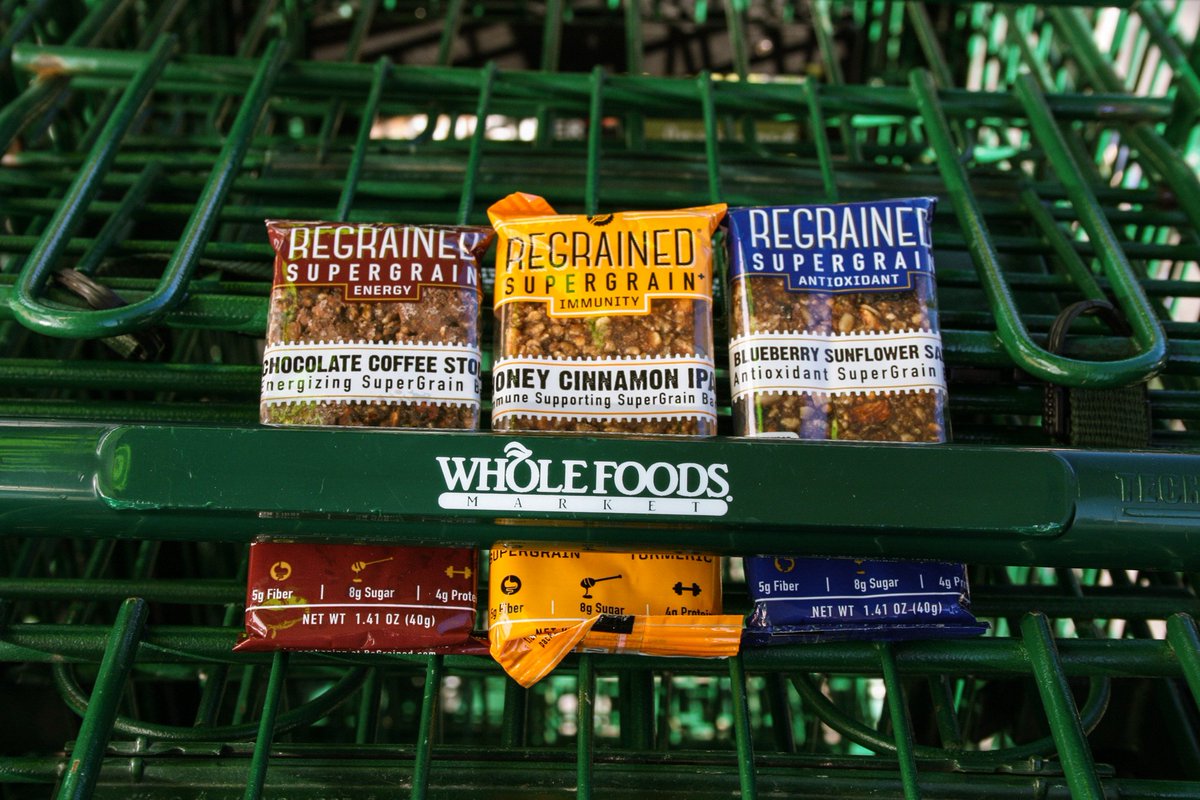 REGRAINED
SUPERGRAIN
ENERGY
CHOCOLATE COFFEE STO
nergizing SuperGrain
REGRAINED
SUPERGRAIN+
IMMUNITY
ONEY CINNAMON IPA
mune Supporting SuperGrain Ba
REGRAINED
SUPERGRAI
ANTIOXIDANT
BLUEBERRY SUNFLOWER SA
Antioxidant SuperGrain
WHOLE FOODS
MARKET
5g Fiber | 8g Sugar | 4g Prote
NET WT 1.41 OZ (40g)
SUPERGRAIN TURMERIC
5g Fiber 8g Sugar 4g Protein
5g Fiber | 8g Sugar | 4g Pro
NET WT 1.41 OZ (40g)